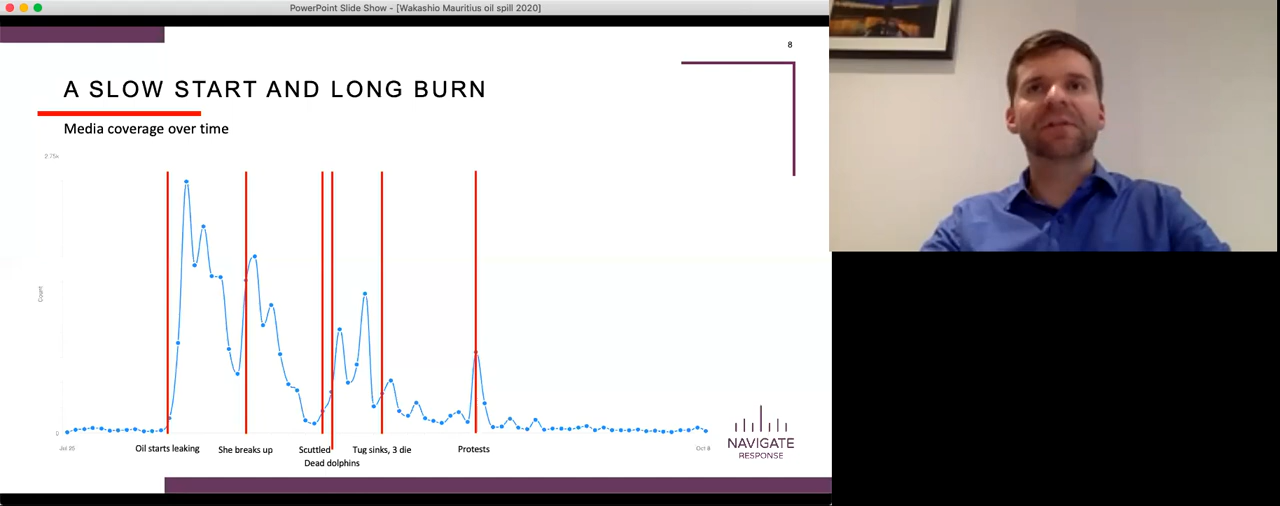 PowerPoint Slide Show - [Wakashio Mauritius oil spill 2020]
8
A SLOW START AND LONG BURN
Media coverage over time
2.75k
Count
0
Jul 25
Oct 8
Oil starts leaking
She breaks up
Scuttled
Dead dolphins
Tug sinks, 3 die
Protests
NAVIGATE
RESPONSE